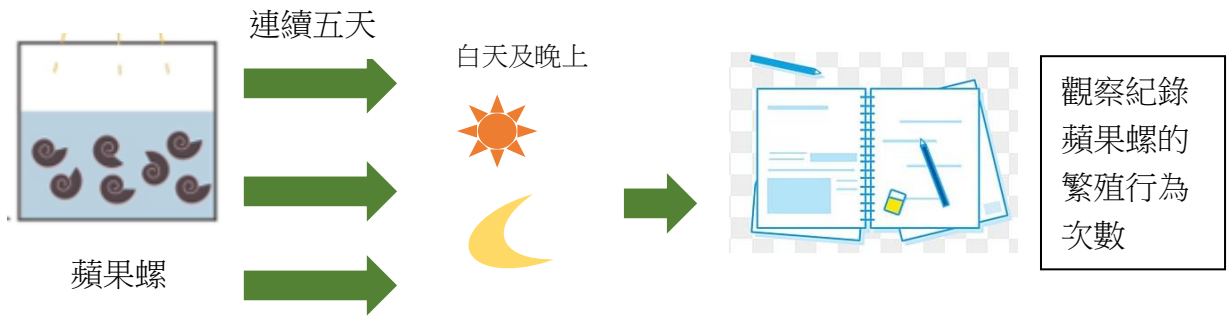 連續五天
白天及晚上
蘋果螺
觀察紀錄
蘋果螺的
繁殖行為
次數